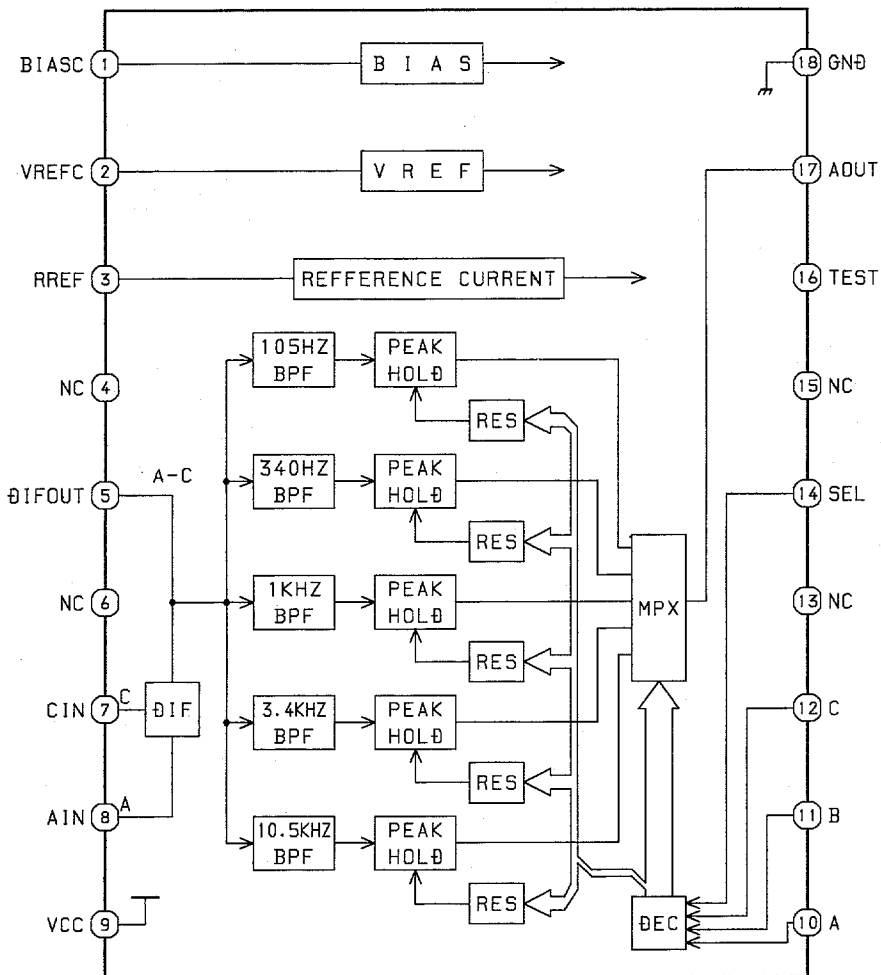 BIASC 1 BIAS 18 GND
VREFC 2 VREF 17 AOUT
RREF 3 REFFERENCE CURRENT 16 TEST
105HZ BPF
PEAK HOLD
NC 4 15 NC
RES
A-C
340HZ BPF
PEAK HOLD
DIFOUT 5 14 SEL
RES
1KHZ BPF
PEAK HOLD
MPX
NC 6 13 NC
RES
CIN 7 C DIF 12 C
3.4KHZ BPF
PEAK HOLD
RES
AIN 8 A 11 B
10.5KHZ BPF
PEAK HOLD
RES
VCC 9 DEC 10 A